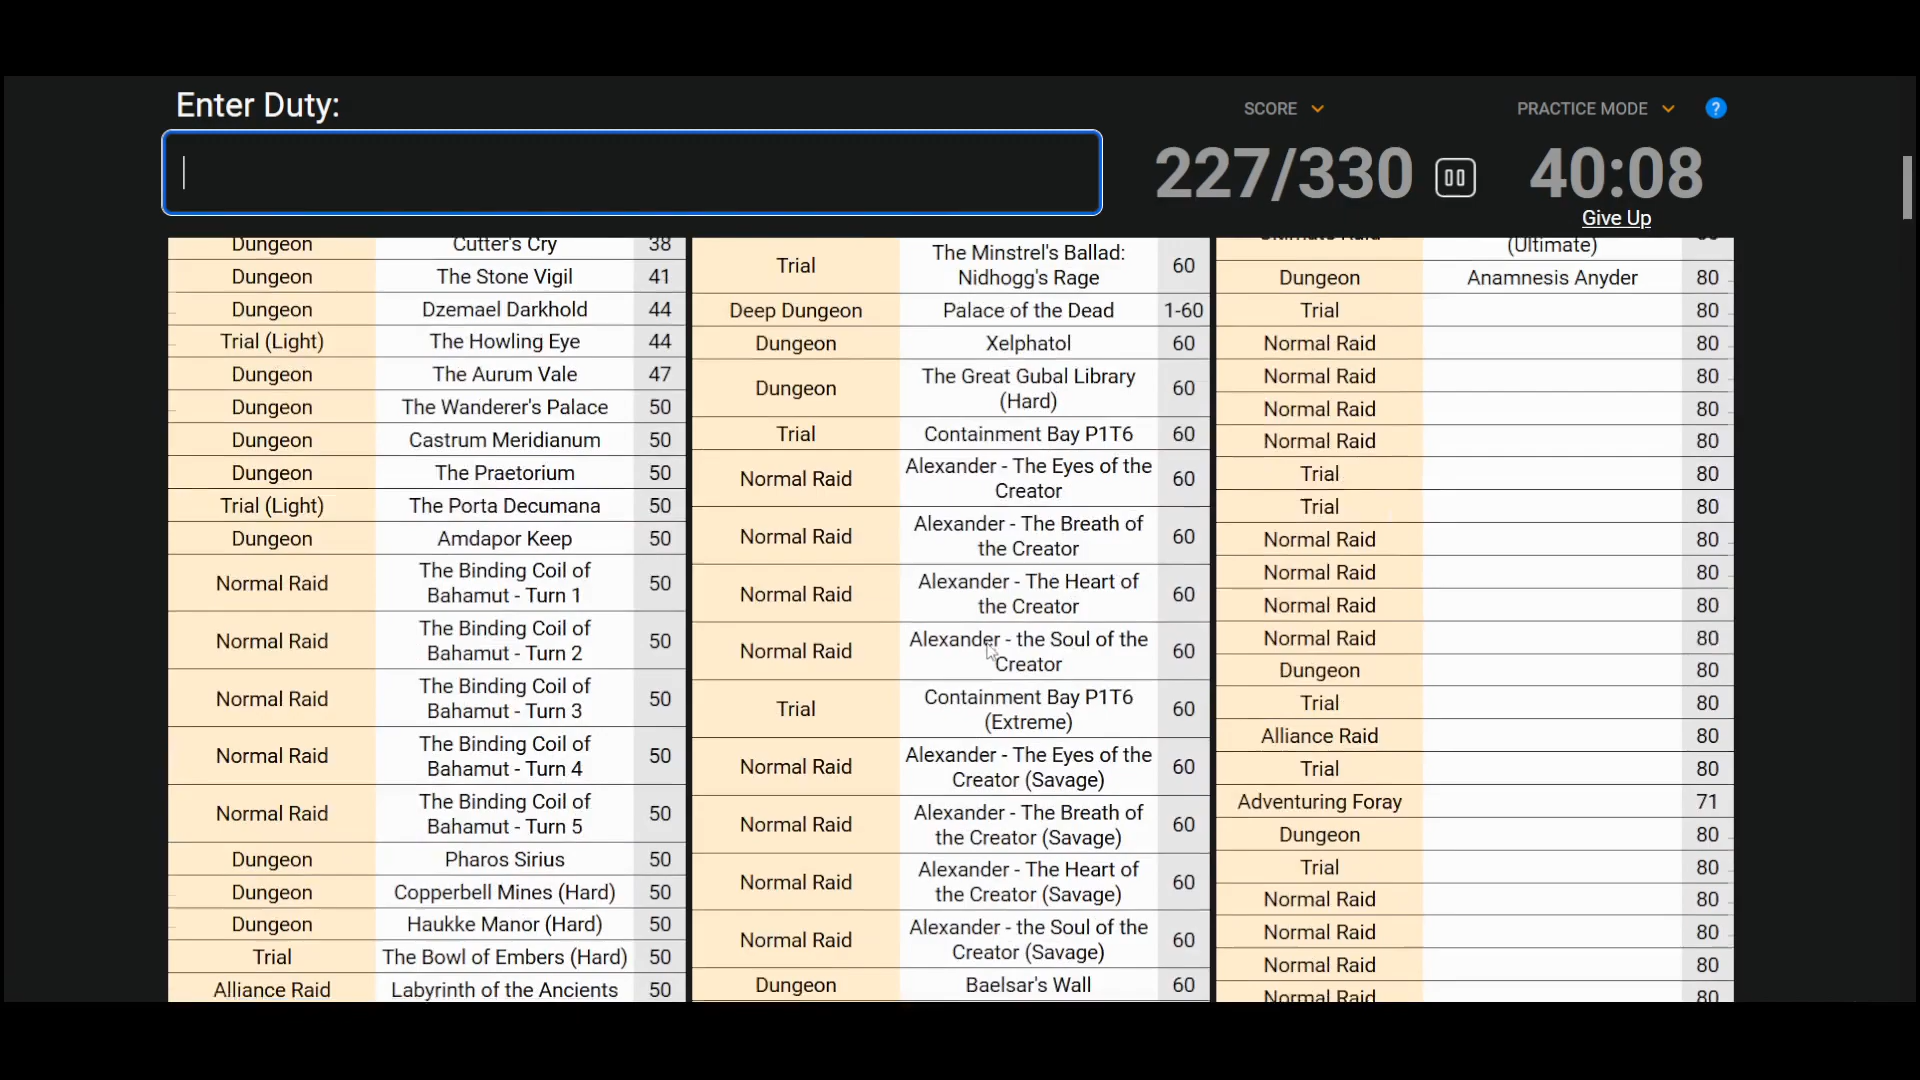 Enter Duty:
SCORE
PRACTICE MODE
?
227/330
40:08
Give Up
Dungeon Cutter's Cry 38
Dungeon The Stone Vigil 41
Dungeon Dzemael Darkhold 44
Trial (Light) The Howling Eye 44
Dungeon The Aurum Vale 47
Dungeon The Wanderer's Palace 50
Dungeon Castrum Meridianum 50
Dungeon The Praetorium 50
Trial (Light) The Porta Decumana 50
Dungeon Amdapor Keep 50
Normal Raid The Binding Coil of
Bahamut - Turn 1 50
Normal Raid The Binding Coil of
Bahamut - Turn 2 50
Normal Raid The Binding Coil of
Bahamut - Turn 3 50
Normal Raid The Binding Coil of
Bahamut - Turn 4 50
Normal Raid The Binding Coil of
Bahamut - Turn 5 50
Dungeon Pharos Sirius 50
Dungeon Copperbell Mines (Hard) 50
Dungeon Haukke Manor (Hard) 50
Trial The Bowl of Embers (Hard) 50
Alliance Raid Labyrinth of the Ancients 50
Trial The Minstrel's Ballad:
Nidhogg's Rage 60
Deep Dungeon Palace of the Dead 1-60
Dungeon Xelphatol 60
Dungeon The Great Gubal Library
(Hard) 60
Trial Containment Bay P1T6 60
Normal Raid Alexander - The Eyes of the
Creator 60
Normal Raid Alexander - The Breath of
the Creator 60
Normal Raid Alexander - The Heart of
the Creator 60
Normal Raid Alexander - the Soul of the
Creator 60
Trial Containment Bay P1T6
(Extreme) 60
Normal Raid Alexander - The Eyes of the
Creator (Savage) 60
Normal Raid Alexander - The Breath of
the Creator (Savage) 60
Normal Raid Alexander - The Heart of
the Creator (Savage) 60
Normal Raid Alexander - the Soul of the
Creator (Savage) 60
Dungeon Baelsar's Wall 60
(Ultimate)
Dungeon Anamnesis Anyder 80
Trial 80
Normal Raid 80
Normal Raid 80
Normal Raid 80
Normal Raid 80
Trial 80
Trial 80
Normal Raid 80
Normal Raid 80
Normal Raid 80
Normal Raid 80
Dungeon 80
Trial 80
Alliance Raid 80
Trial 80
Adventuring Foray 71
Dungeon 80
Trial 80
Normal Raid 80
Normal Raid 80
Normal Raid 80
Normal Raid 80